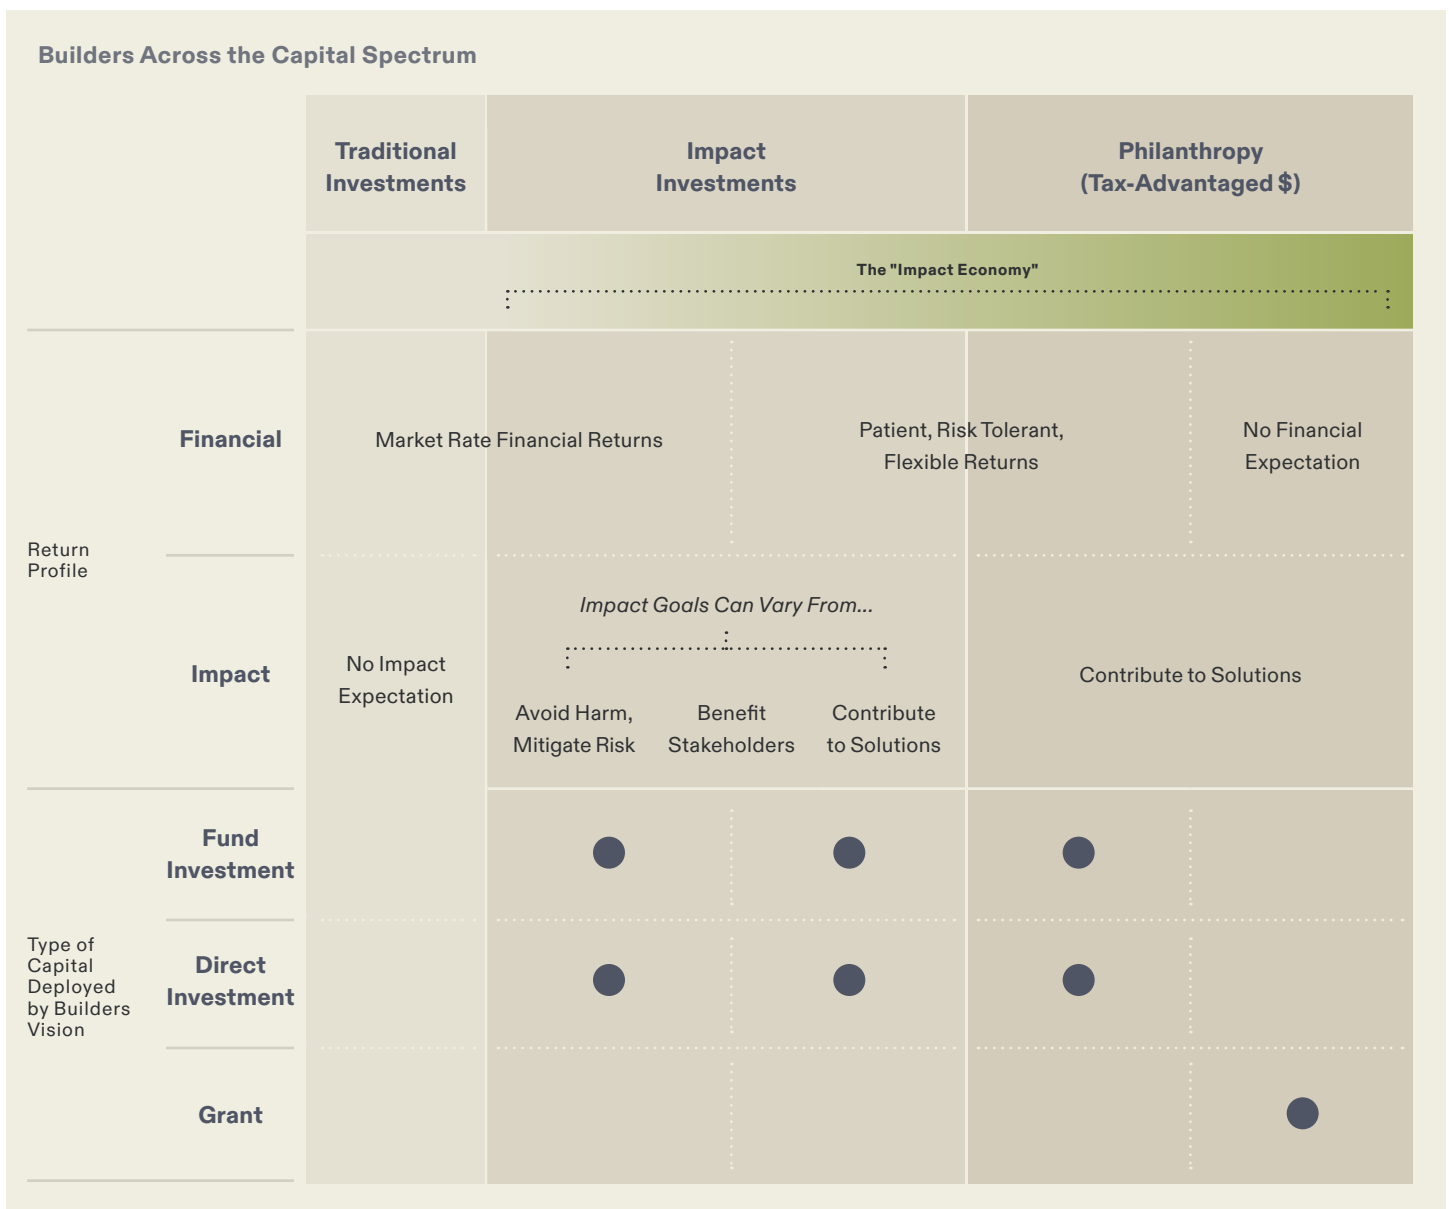 Builders Across the Capital Spectrum
Traditional
Investments
Impact
Investments
Philanthropy
(Tax-Advantaged $)
The "Impact Economy"
Return
Profile
Financial
Market Rate Financial Returns
Patient, Risk Tolerant,
Flexible Returns
No Financial
Expectation
Impact
No Impact
Expectation
Impact Goals Can Vary From...
Avoid Harm,
Mitigate Risk
Benefit
Stakeholders
Contribute
to Solutions
Contribute to Solutions
Type of
Capital
Deployed
by Builders
Vision
Fund
Investment
Direct
Investment
Grant